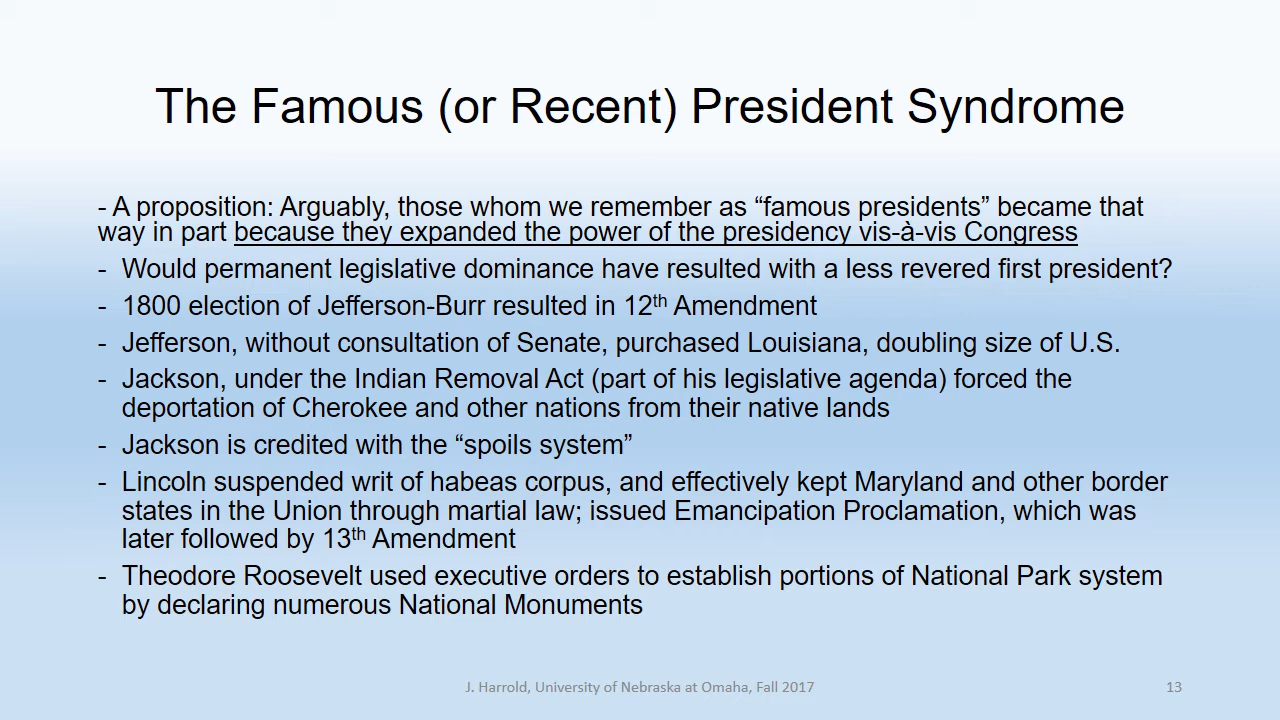 The Famous (or Recent) President Syndrome
- A proposition: Arguably, those whom we remember as “famous presidents” became that
way in part because they expanded the power of the presidency vis-à-vis Congress
- Would permanent legislative dominance have resulted with a less revered first president?
- 1800 election of Jefferson-Burr resulted in 12th Amendment
- Jefferson, without consultation of Senate, purchased Louisiana, doubling size of U.S.
- Jackson, under the Indian Removal Act (part of his legislative agenda) forced the
deportation of Cherokee and other nations from their native lands
- Jackson is credited with the “spoils system”
- Lincoln suspended writ of habeas corpus, and effectively kept Maryland and other border
states in the Union through martial law; issued Emancipation Proclamation, which was
later followed by 13th Amendment
- Theodore Roosevelt used executive orders to establish portions of National Park system
by declaring numerous National Monuments
J. Harrold, University of Nebraska at Omaha, Fall 2017
13